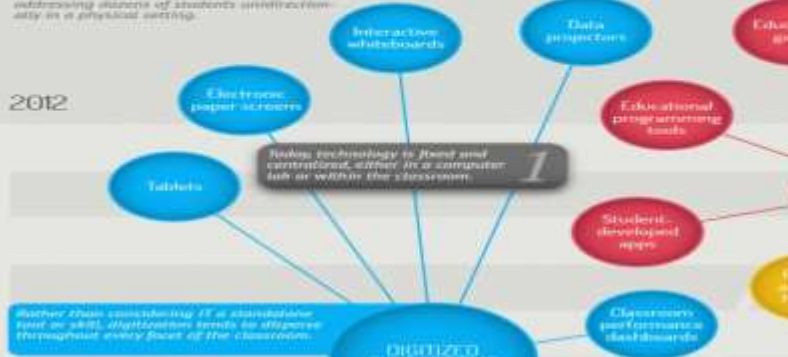 addressing dozens of students unidirection-
ally in a physical setting.
Interactive
whiteboards
Data
projectors
Electronic
paper screens
2012
Educational
programming
tools
Today, technology is fixed and
centralized, either in a computer
lab or within the classroom.
1
Tablets
Student-
developed
apps
Rather than considering IT a standalone
tool or skill, digitization tends to disperse
throughout every facet of the classroom.
Classroom
performance
dashboards
DIGITIZED